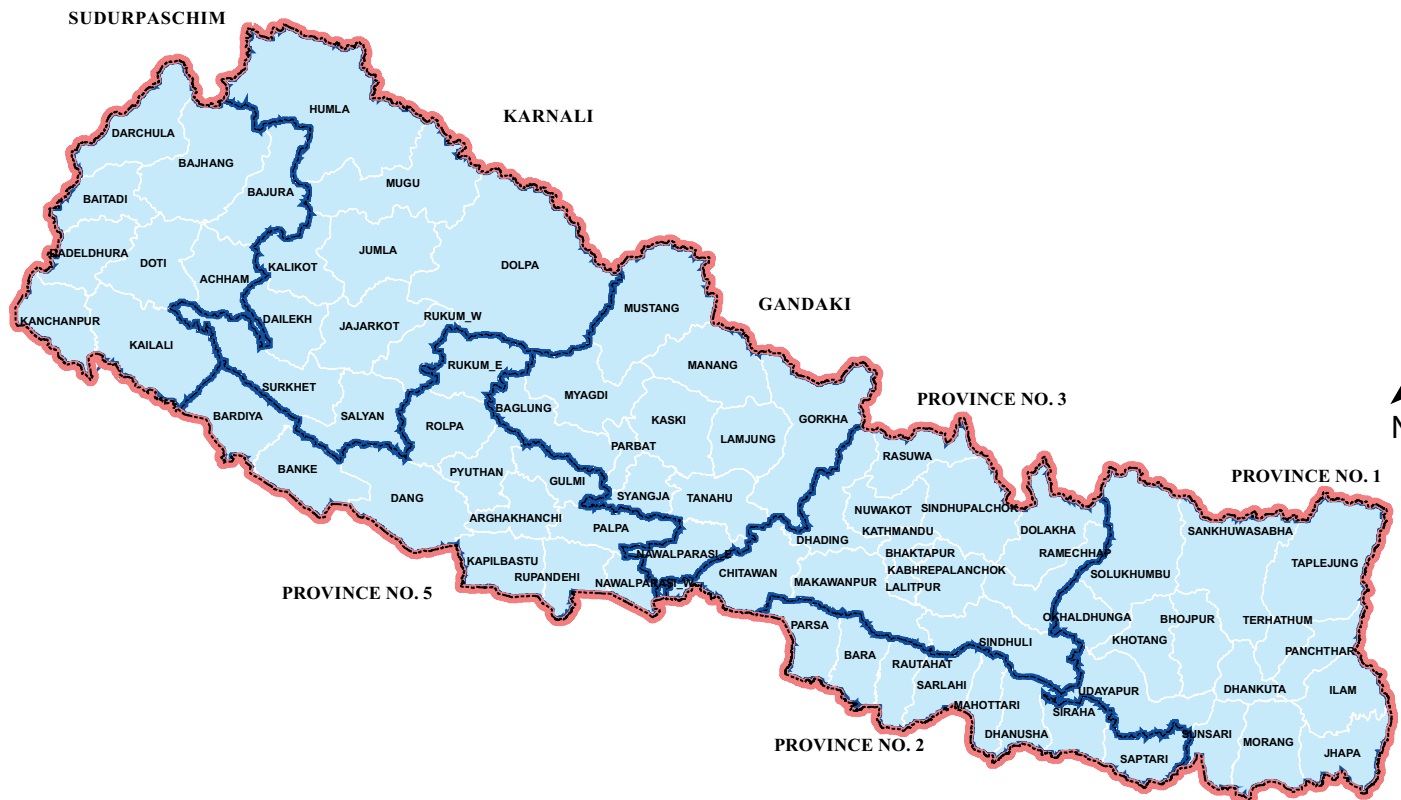 SUDURPASCHIM
HUMLA
KARNALI
DARCHULA
BAJHANG
MUGU
BAJURA
BAITADI
JUMLA
DADELDHURA
DOTI
KALIKOT
DOLPA
ACHHAM
MUSTANG
GANDAKI
KANCHANPUR
DAILEKH
RUKUM_W
JAJARKOT
KAILALI
RUKUM_E
MANANG
SURKHET
MYAGDI
PROVINCE NO. 3
BARDIYA
SALYAN
BAGLUNG
KASKI
GORKHA
ROLPA
LAMJUNG
PARBAT
N
RASUWA
BANKE
PYUTHAN
PROVINCE NO. 1
GULMI
DANG
SYANGJA
TANAHU
NUWAKOT
SINDHUPALCHOK
ARGHAKHANCHI
PALPA
KATHMANDU
DOLAKHA
SANKHUWASABHA
DHADING
NAWALPARASI_E
BHAKTAPUR
RAMECHHAP
KAPILBASTU
TAPLEJUNG
KABHREPALANCHOK
RUPANDEHI
CHITAWAN
SOLUKHUMBU
NAWALPARASI_W
MAKAWANPUR
LALITPUR
PROVINCE NO. 5
OKHALDHUNGA
BHOJPUR
TERHATHUM
PARSA
KHOTANG
SINDHULI
PANCHTHAR
BARA
RAUTAHAT
SARLAHI
UDAYAPUR
DHANKUTA
ILAM
MAHOTTARI
SIRAHA
DHANUSHA
SUNSARI
PROVINCE NO. 2
MORANG
JHAPA
SAPTARI